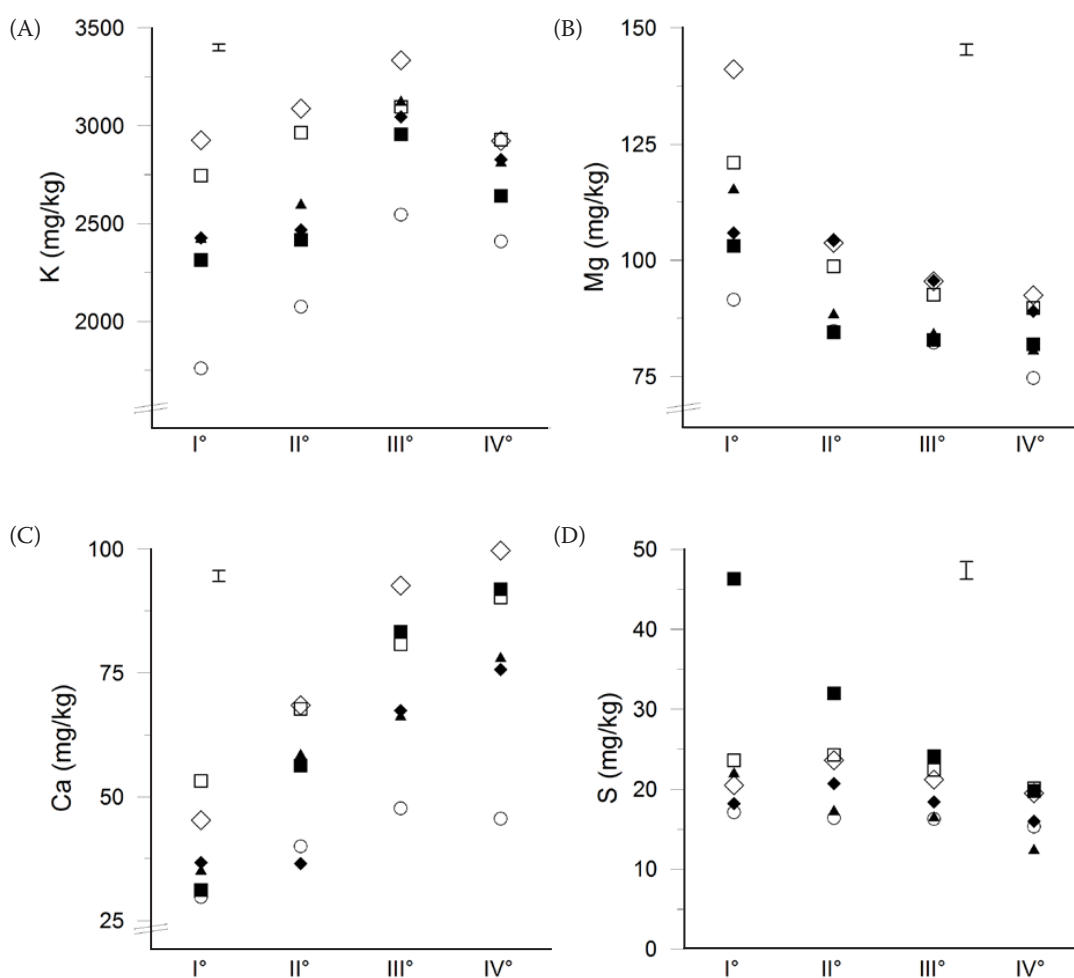 (A)
K (mg/kg)
3500
3000
2500
2000
I° II° III° IV°
(B)
Mg (mg/kg)
150
125
100
75
I° II° III° IV°
(C)
Ca (mg/kg)
100
75
50
25
I° II° III° IV°
(D)
S (mg/kg)
50
40
30
20
10
0
I° II° III° IV°